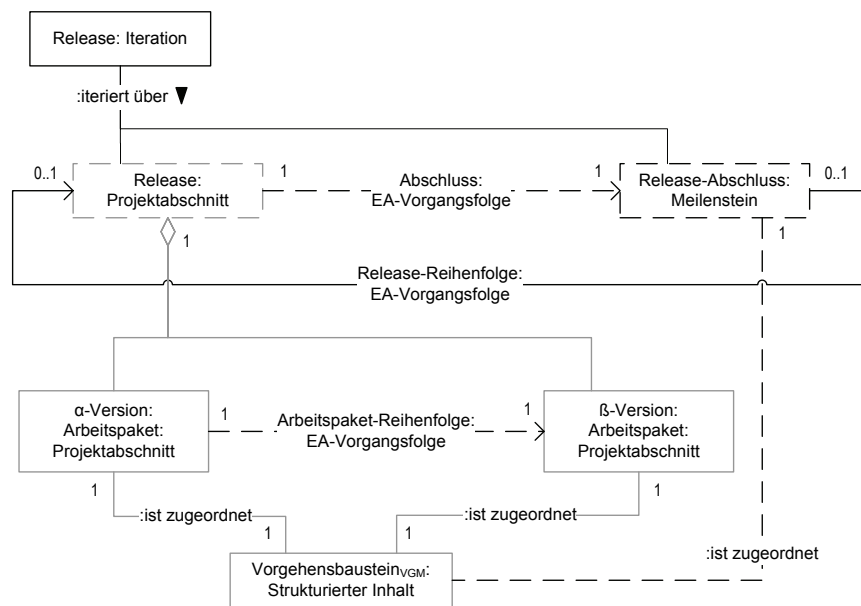 Release: Iteration
:iteriert über
0..1
Release:
Projektabschnitt
1
Abschluss:
EA-Vorgangsfolge
1
Release-Abschluss:
Meilenstein
0..1
1
1
Release-Reihenfolge:
EA-Vorgangsfolge
α-Version:
Arbeitspaket:
Projektabschnitt
1
Arbeitspaket-Reihenfolge:
EA-Vorgangsfolge
1
ß-Version:
Arbeitspaket:
Projektabschnitt
1
:ist zugeordnet
1
1
:ist zugeordnet
1
Vorgehensbaustein VGM:
Strukturierter Inhalt
:ist zugeordnet